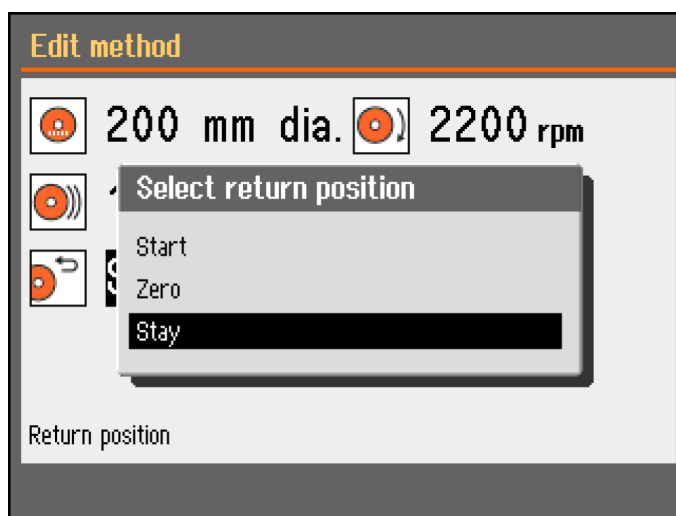 Edit method
200 mm dia. 2200 rpm
Select return position
Start
Zero
Stay
Return position